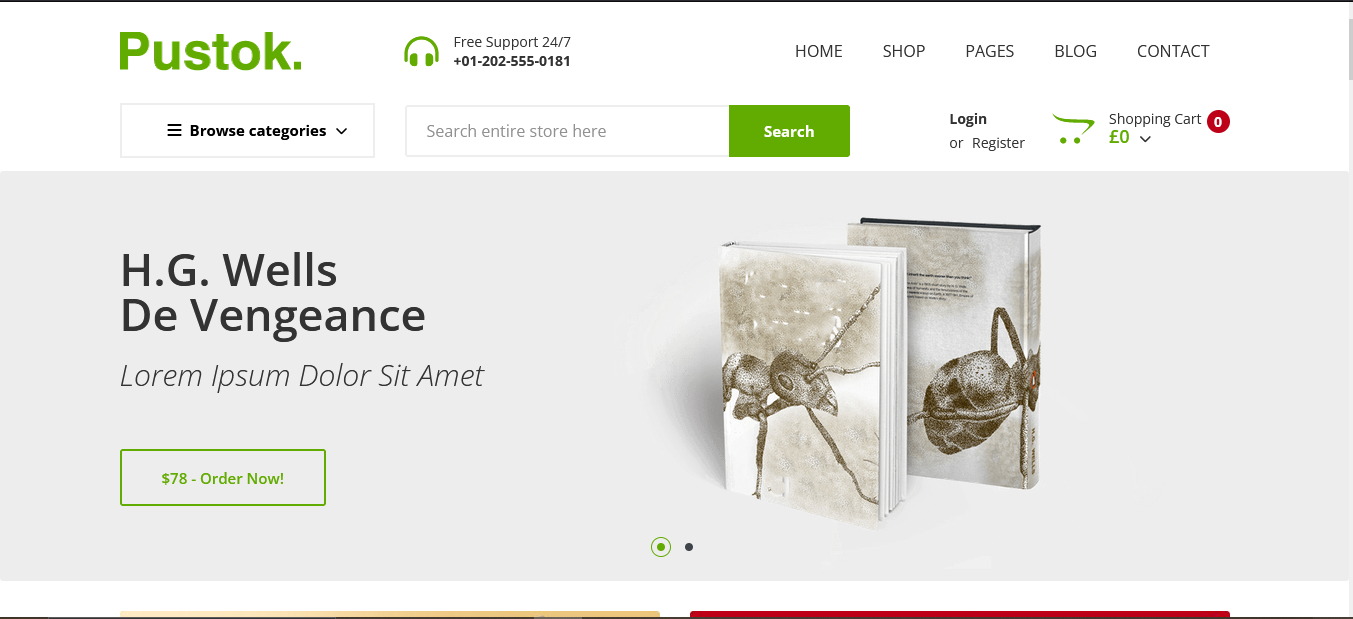 Pustok.
Free Support 24/7
+01-202-555-0181
HOME SHOP PAGES BLOG CONTACT
Browse categories
Search entire store here
Search
Login
or Register
Shopping Cart 0
£0
H.G. Wells
De Vengeance
Lorem Ipsum Dolor Sit Amet
$78 - Order Now!